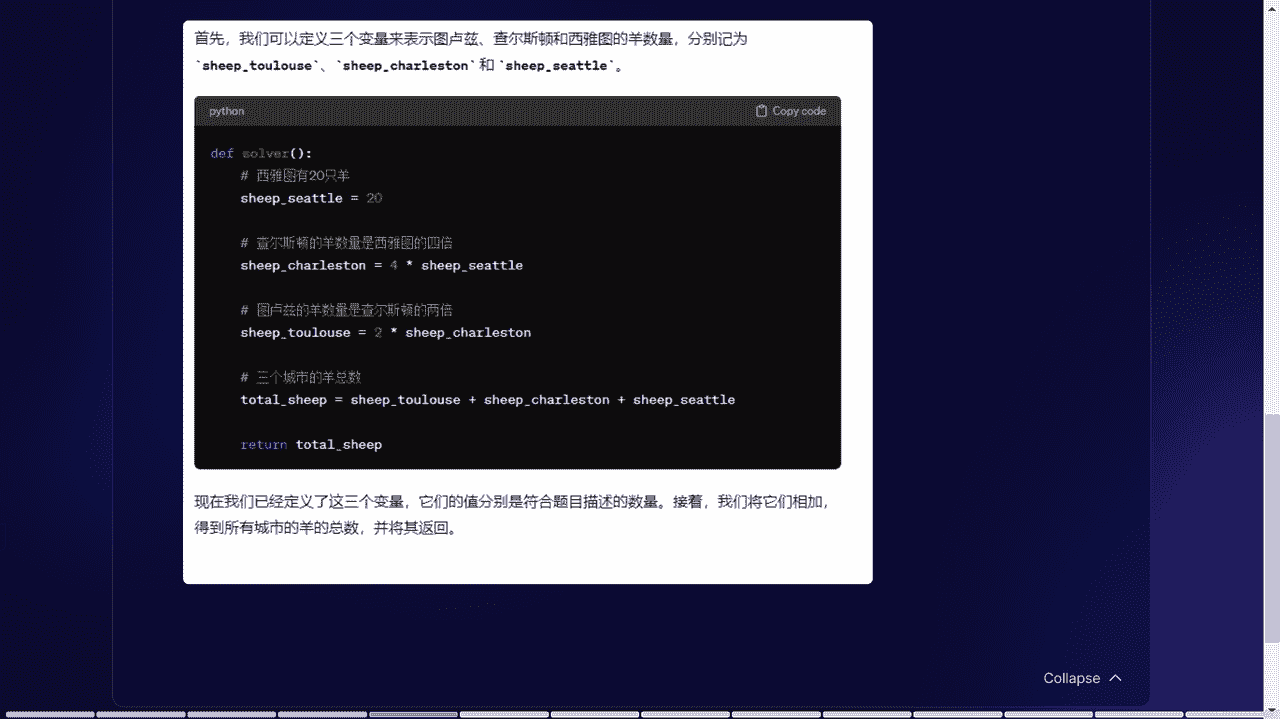 首先，我们可以定义三个变量来表示图卢兹、查尔斯顿和西雅图的羊数量，分别记为
`sheep_toulouse`、`sheep_charleston` 和 `sheep_seattle`。
python
Copy code
def solver():
# 西雅图有20只羊
sheep_seattle = 20
# 查尔斯顿的羊数量是西雅图的四倍
sheep_charleston = 4 * sheep_seattle
# 图卢兹的羊数量是查尔斯顿的两倍
sheep_toulouse = 2 * sheep_charleston
# 三个城市的羊总数
total_sheep = sheep_toulouse + sheep_charleston + sheep_seattle
return total_sheep
现在我们已经定义了这三个变量，它们的值分别是符合题目描述的数量。接着，我们将它们相加，
得到所有城市的羊的总数，并将其返回。
Collapse